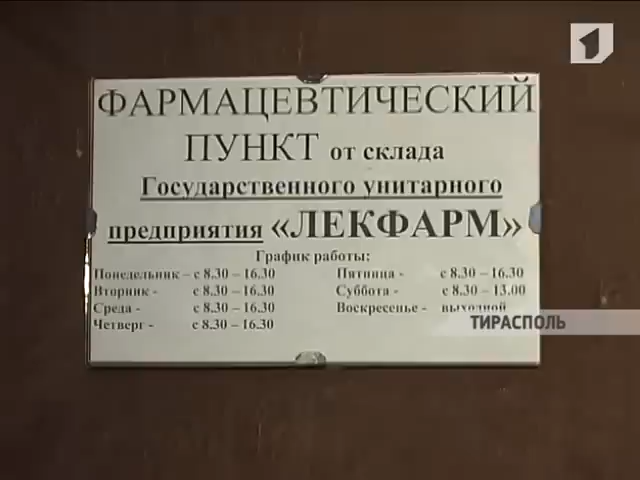 1
ФАРМАЦЕВТИЧЕСКИЙ
ПУНКТ от склада
Государственного унитарного
предприятия «ЛЕКФАРМ»
График работы:
Понедельник – с 8.30 – 16.30
Вторник - с 8.30 – 16.30
Среда - с 8.30 – 16.30
Четверг - с 8.30 – 16.30
Пятница - с 8.30 – 16.30
Суббота - с 8.30 – 13.00
Воскресенье - выходной
ТИРАСПОЛЬ